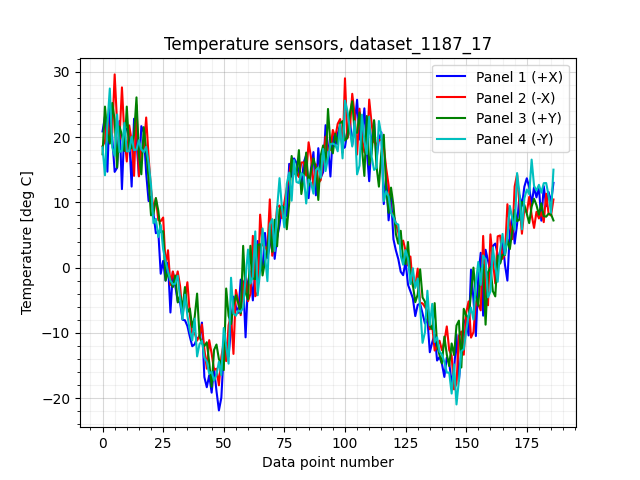 Temperature sensors, dataset_1187_17
Panel 1 (+X)
Panel 2 (-X)
Panel 3 (+Y)
Panel 4 (-Y)
Temperature [deg C]
30
20
10
0
−10
−20
0 25 50 75 100 125 150 175
Data point number